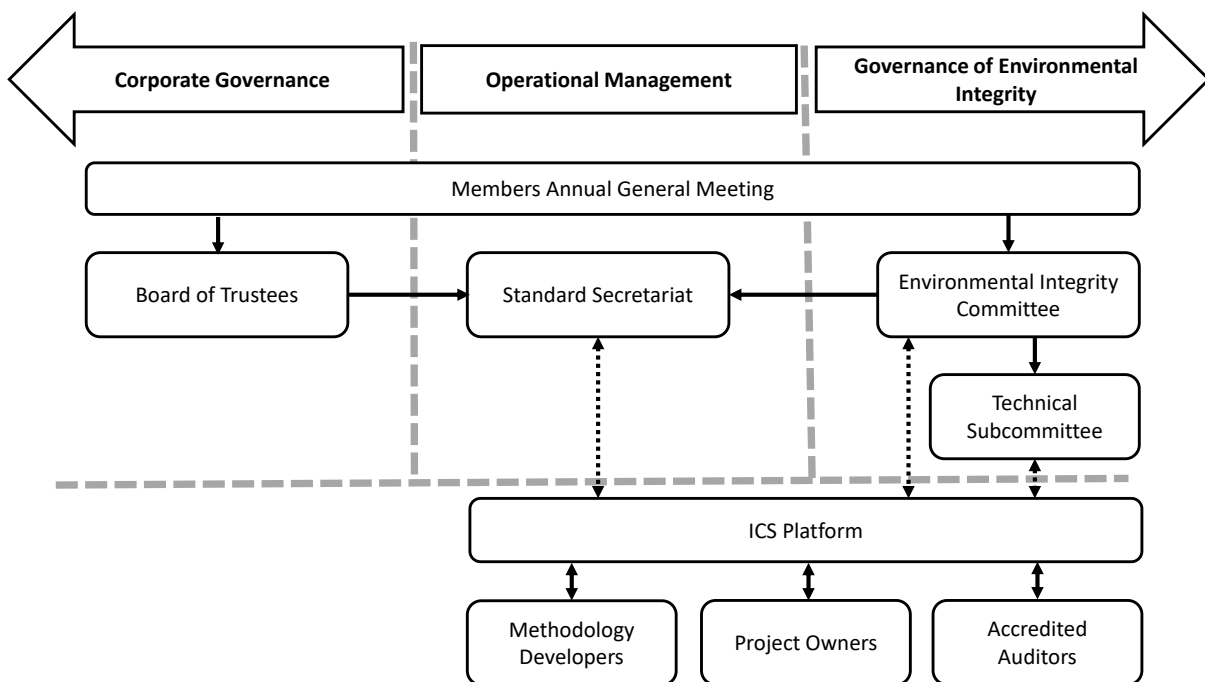 Corporate Governance
Operational Management
Governance of Environmental
Integrity
Members Annual General Meeting
Board of Trustees
Standard Secretariat
Environmental Integrity
Committee
Technical
Subcommittee
ICS Platform
Methodology
Developers
Project Owners
Accredited
Auditors